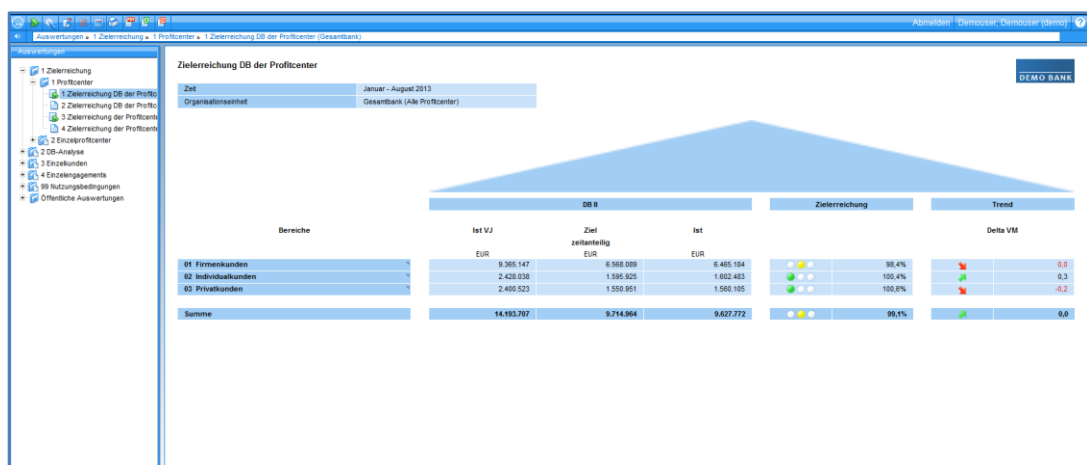 Abmelden Demouser, Demouser (demo)
Auswertungen » 1 Zielerreichung » 1 Profitcenter » 1 Zielerreichung DB der Profitcenter (Gesamtbank)
Auswertungen
1 Zielerreichung
1 Profitcenter
1 Zielerreichung DB der Profitc
2 Zielerreichung DB der Profitc
3 Zielerreichung der Profitcente
4 Zielerreichung der Profitcente
2 Einzelprofitcenter
2 DB-Analyse
3 Einzelkunden
4 Einzelengagements
99 Nutzungsbedingungen
Öffentliche Auswertungen
Zielerreichung DB der Profitcenter
DEMO BANK
Zeit Januar - August 2013
Organisationseinheit Gesamtbank (Alle Profitcenter)
DB II Zielerreichung Trend
Bereiche Ist VJ Ziel Ist Delta VM
zeitanteilig
EUR EUR EUR
01 Firmenkunden 9.365.147 6.568.089 6.465.184 98,4% 0,0
02 Individualkunden 2.428.038 1.595.925 1.602.483 100,4% 0,3
03 Privatkunden 2.400.523 1.550.951 1.560.105 100,6% -0,2
Summe 14.193.707 9.714.964 9.627.772 99,1% 0,0